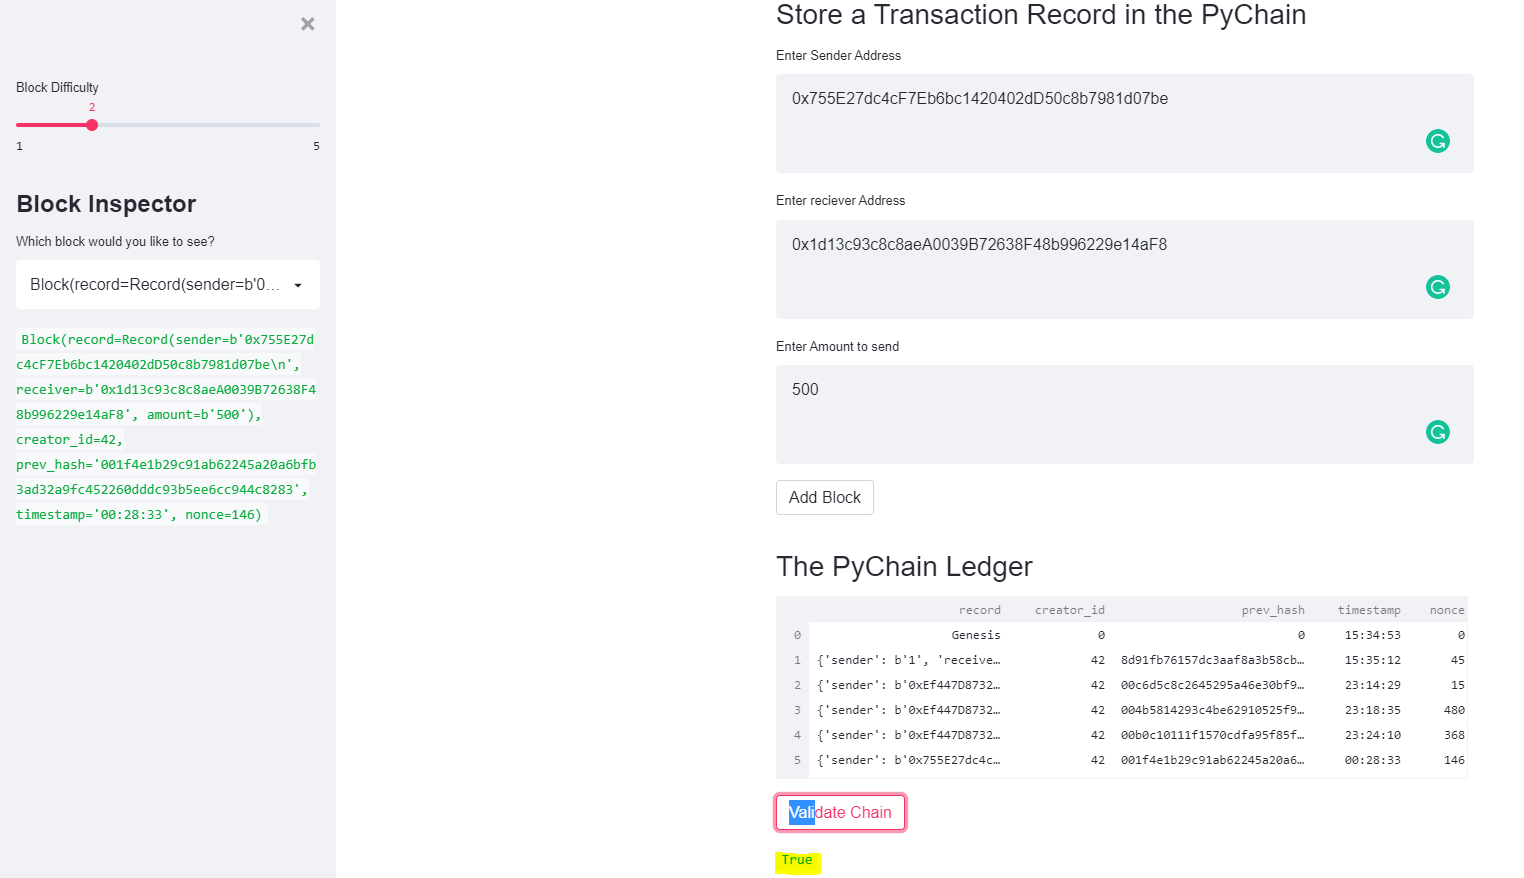 ×
Block Difficulty
2
1 5
Block Inspector
Which block would you like to see?
Block(record=Record(sender=b'0...
Block(record=Record(sender=b'0x755E27d
c4cF7Eb6bc1420402dD50c8b7981d07be\n',
receiver=b'0x1d13c93c8c8aeA0039B72638F4
8b996229e14aF8', amount=b'500'),
creator_id=42,
prev_hash='001f4e1b29c91ab62245a20a6bfb
3ad32a9fc452260dddc93b5ee6cc944c8283',
timestamp='00:28:33', nonce=146)
Store a Transaction Record in the PyChain
Enter Sender Address
0x755E27dc4cF7Eb6bc1420402dD50c8b7981d07be
Enter reciever Address
0x1d13c93c8c8aeA0039B72638F48b996229e14aF8
Enter Amount to send
500
Add Block
The PyChain Ledger
record creator_id prev_hash timestamp nonce
0 Genesis 0 0 15:34:53 0
1 {'sender': b'1', 'receive… 42 8d91fb76157dc3aaf8a3b58cb… 15:35:12 45
2 {'sender': b'0xEf447D8732… 42 00c6d5c8c2645295a46e30bf9… 23:14:29 15
3 {'sender': b'0xEf447D8732… 42 004b5814293c4be62910525f9… 23:18:35 480
4 {'sender': b'0xEf447D8732… 42 00b0c10111f1570cdfa95f85f… 23:24:10 368
5 {'sender': b'0x755E27dc4c… 42 001f4e1b29c91ab62245a20a6… 00:28:33 146
Validate Chain
True